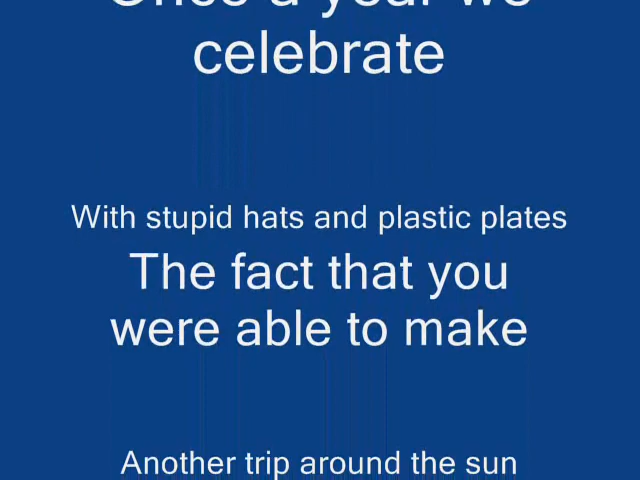 Once a year we
celebrate
With stupid hats and plastic plates
The fact that you
were able to make
Another trip around the sun